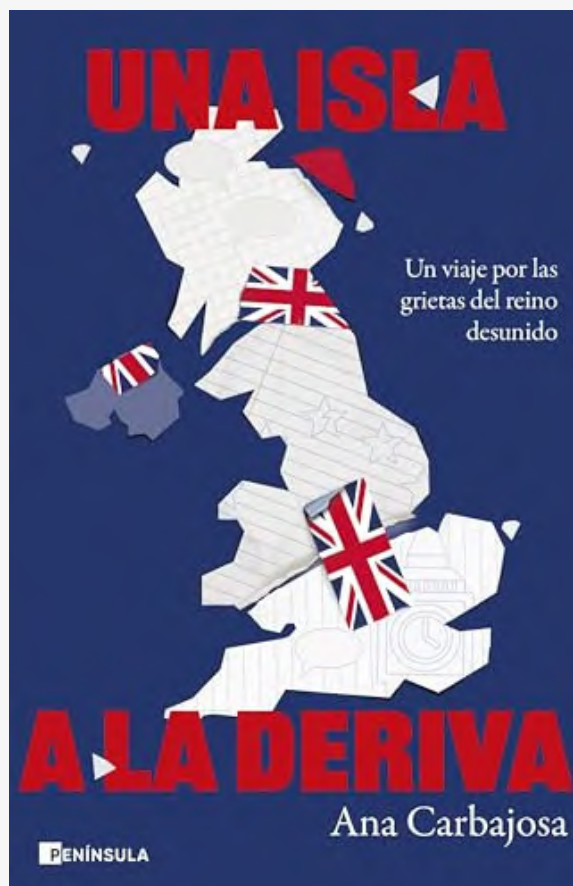 UNA ISLA
Un viaje por las
grietas del reino
desunido
A LA DERIVA
Ana Carbajosa
PENÍNSULA